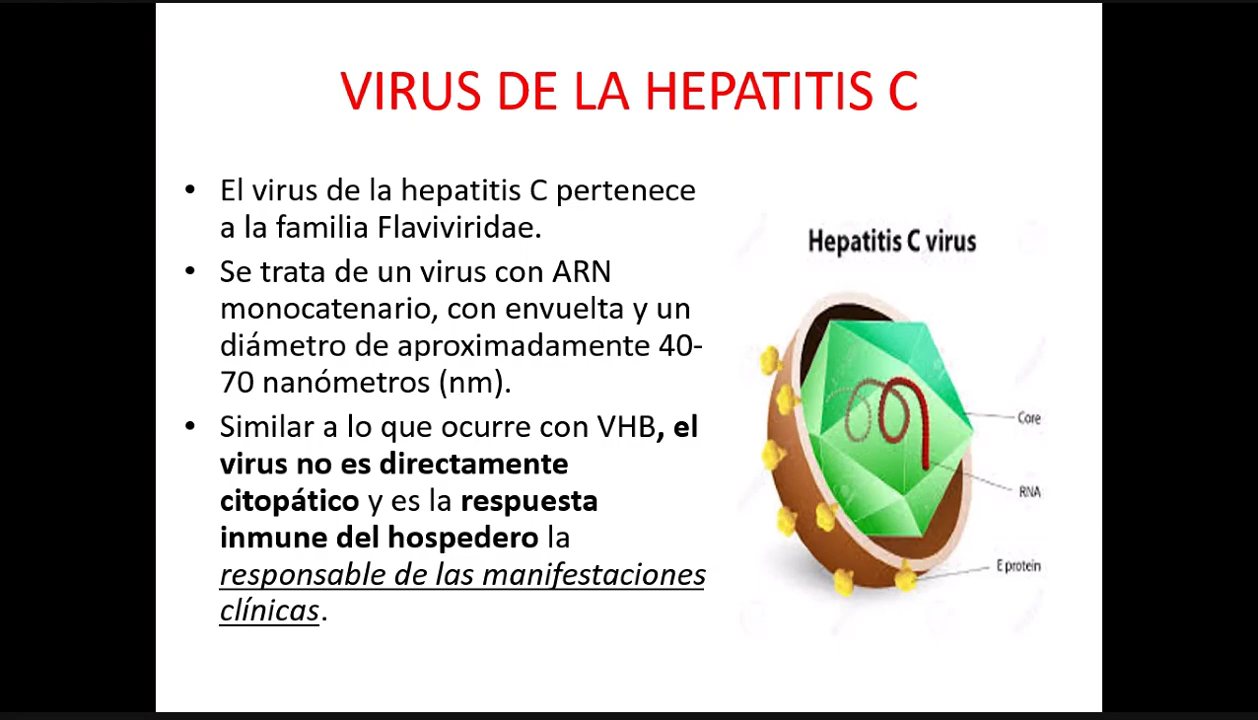 VIRUS DE LA HEPATITIS C
• El virus de la hepatitis C pertenece
a la familia Flaviviridae.
• Se trata de un virus con ARN
monocatenario, con envuelta y un
diámetro de aproximadamente 40-
70 nanómetros (nm).
• Similar a lo que ocurre con VHB, el
virus no es directamente
citopático y es la respuesta
inmune del hospedero la
responsable de las manifestaciones
clínicas.
Hepatitis C virus
Core
RNA
E protein